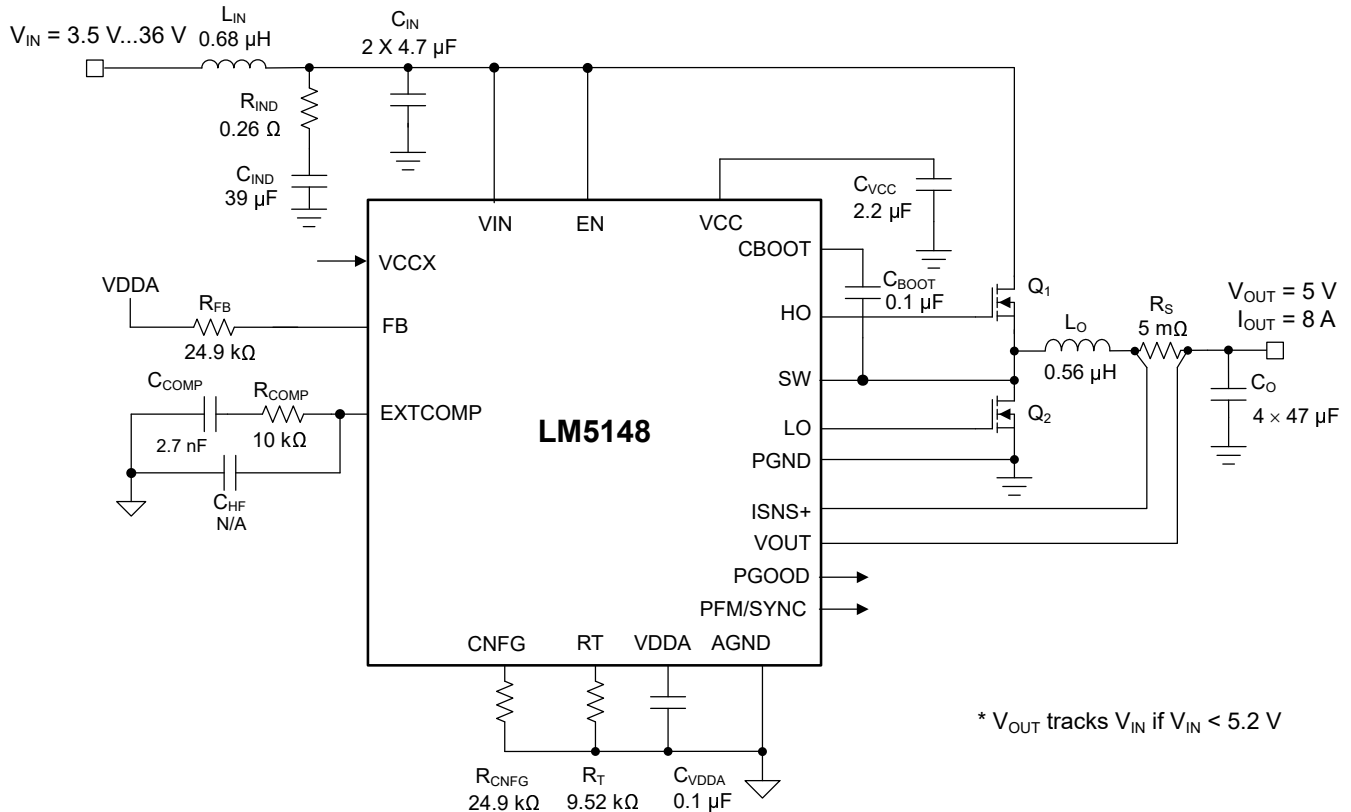 V_IN = 3.5 V...36 V
L_IN
0.68 µH
C_IN
2 X 4.7 µF
R_IND
0.26 Ω
C_IND
39 µF
C_VCC
2.2 µF
VIN
EN
VCC
CBOOT
VCCX
VDDA
R_FB
24.9 kΩ
FB
C_BOOT
0.1 µF
HO
Q_1
V_OUT = 5 V
I_OUT = 8 A
L_O
0.56 µH
R_S
5 mΩ
C_O
4 × 47 µF
SW
C_COMP
2.7 nF
R_COMP
10 kΩ
EXTCOMP
C_HF
N/A
LM5148
LO
Q_2
PGND
ISNS+
VOUT
PGOOD
PFM/SYNC
CNFG
RT
VDDA
AGND
R_CNFG
24.9 kΩ
R_T
9.52 kΩ
C_VDDA
0.1 µF
* V_OUT tracks V_IN if V_IN < 5.2 V